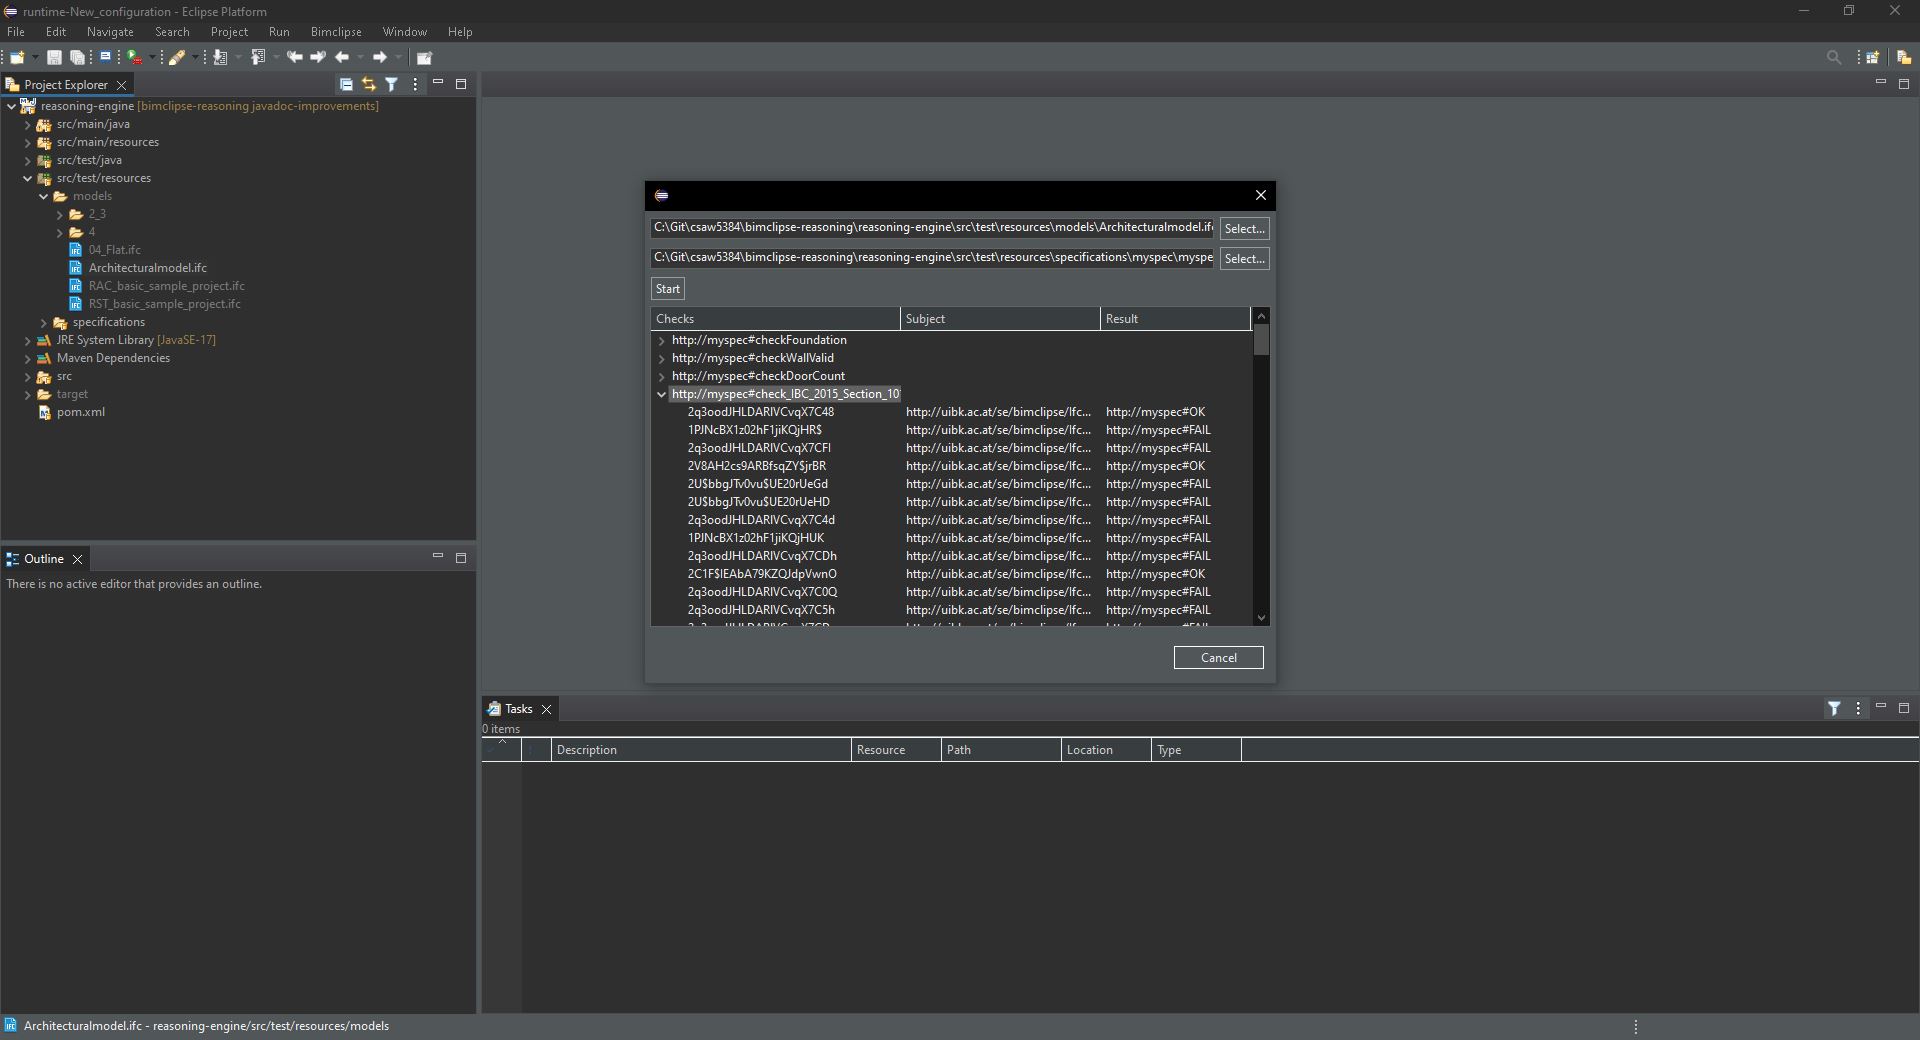 runtime-New_configuration - Eclipse Platform
File Edit Navigate Search Project Run Bimclipse Window Help
Project Explorer
reasoning-engine [bimclipse-reasoning javadoc-improvements]
src/main/java
src/main/resources
src/test/java
src/test/resources
models
2_3
4
04_Flat.ifc
Architecturalmodel.ifc
RAC_basic_sample_project.ifc
RST_basic_sample_project.ifc
specifications
JRE System Library [JavaSE-17]
Maven Dependencies
src
target
pom.xml
Outline
There is no active editor that provides an outline.
C:\Git\csaw5384\bimclipse-reasoning\reasoning-engine\src\test\resources\models\Architecturalmodel.ifc Select...
C:\Git\csaw5384\bimclipse-reasoning\reasoning-engine\src\test\resources\specifications\myspec\myspe Select...
Start
Checks Subject Result
http://myspec#checkFoundation
http://myspec#checkWallValid
http://myspec#checkDoorCount
http://myspec#check_IBC_2015_Section_10
2q3oodJHLDARIVCvqX7C48 http://uibk.ac.at/se/bimclipse/Ifc... http://myspec#OK
1PJNcBX1z02hF1jiKQjHR$ http://uibk.ac.at/se/bimclipse/Ifc... http://myspec#FAIL
2q3oodJHLDARIVCvqX7CFI http://uibk.ac.at/se/bimclipse/Ifc... http://myspec#FAIL
2V8AH2cs9ARBfsqZY$jrBR http://uibk.ac.at/se/bimclipse/Ifc... http://myspec#OK
2U$bbgJTv0vu$UE20rUeGd http://uibk.ac.at/se/bimclipse/Ifc... http://myspec#FAIL
2U$bbgJTv0vu$UE20rUeHD http://uibk.ac.at/se/bimclipse/Ifc... http://myspec#FAIL
2q3oodJHLDARIVCvqX7C4d http://uibk.ac.at/se/bimclipse/Ifc... http://myspec#FAIL
1PJNcBX1z02hF1jiKQjHUK http://uibk.ac.at/se/bimclipse/Ifc... http://myspec#FAIL
2q3oodJHLDARIVCvqX7CDh http://uibk.ac.at/se/bimclipse/Ifc... http://myspec#FAIL
2C1F$IEAbA79KZQJdpVwnO http://uibk.ac.at/se/bimclipse/Ifc... http://myspec#OK
2q3oodJHLDARIVCvqX7C0Q http://uibk.ac.at/se/bimclipse/Ifc... http://myspec#FAIL
2q3oodJHLDARIVCvqX7C5h http://uibk.ac.at/se/bimclipse/Ifc... http://myspec#FAIL
Cancel
Tasks
0 items
Description Resource Path Location Type
Architecturalmodel.ifc - reasoning-engine/src/test/resources/models